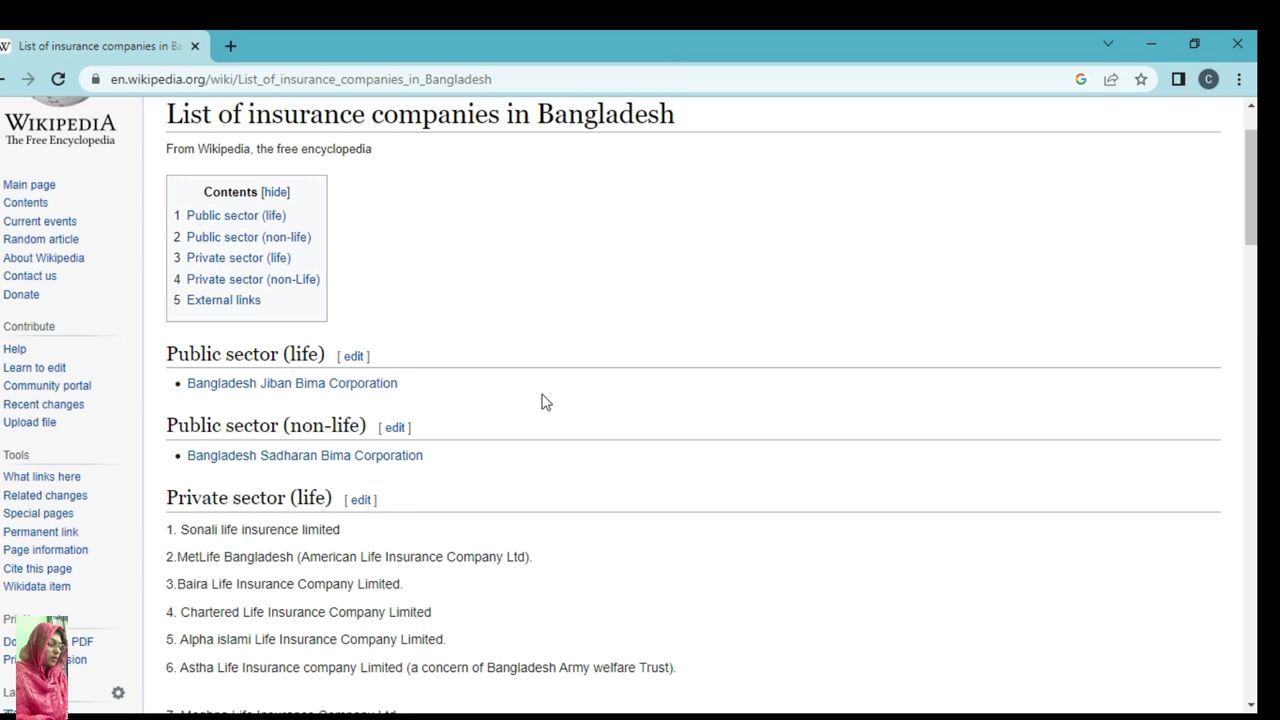 List of insurance companies in Ba
en.wikipedia.org/wiki/List_of_insurance_companies_in_Bangladesh
G
C
WIKIPEDIA
The Free Encyclopedia
Main page
Contents
Current events
Random article
About Wikipedia
Contact us
Donate
Contribute
Help
Learn to edit
Community portal
Recent changes
Upload file
Tools
What links here
Related changes
Special pages
Permanent link
Page information
Cite this page
Wikidata item
PDF
List of insurance companies in Bangladesh
From Wikipedia, the free encyclopedia
Contents [hide]
1 Public sector (life)
2 Public sector (non-life)
3 Private sector (life)
4 Private sector (non-Life)
5 External links
Public sector (life) [ edit ]
• Bangladesh Jiban Bima Corporation
Public sector (non-life) [ edit ]
• Bangladesh Sadharan Bima Corporation
Private sector (life) [ edit ]
1. Sonali life insurence limited
2.MetLife Bangladesh (American Life Insurance Company Ltd).
3.Baira Life Insurance Company Limited.
4. Chartered Life Insurance Company Limited
5. Alpha islami Life Insurance Company Limited.
6. Astha Life Insurance company Limited (a concern of Bangladesh Army welfare Trust).